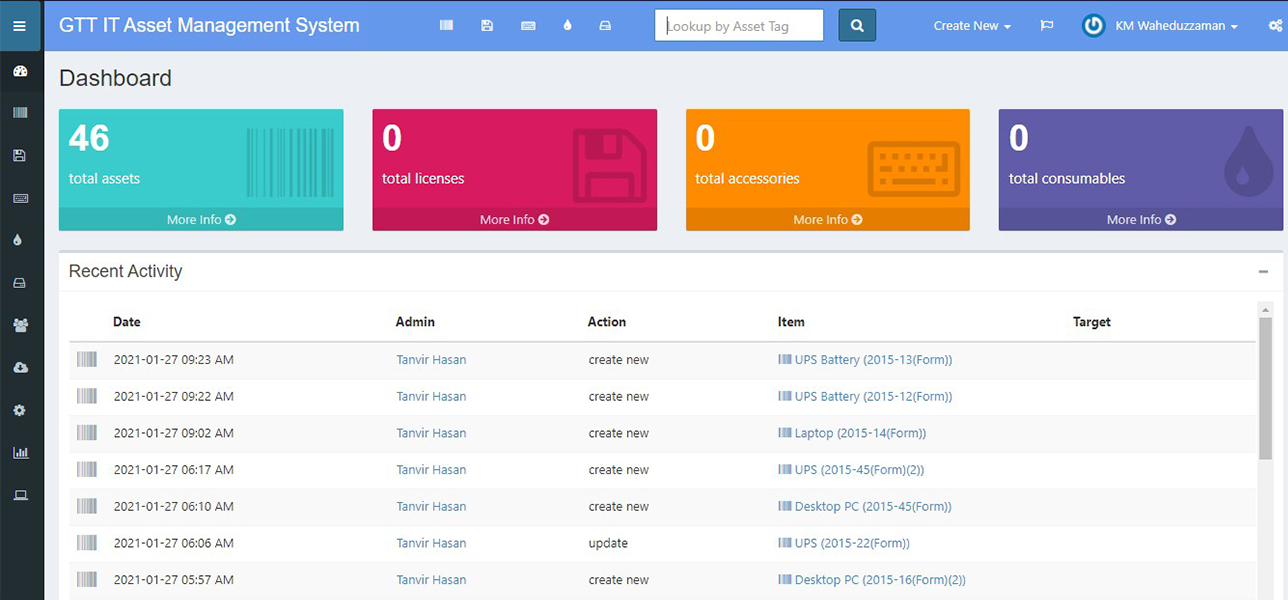 GTT IT Asset Management System Lookup by Asset Tag Create New KM Waheduzzaman
Dashboard
46 0 0 0
total assets total licenses total accessories total consumables
More Info More Info More Info More Info
Recent Activity
Date Admin Action Item Target
2021-01-27 09:23 AM Tanvir Hasan create new UPS Battery (2015-13(Form))
2021-01-27 09:22 AM Tanvir Hasan create new UPS Battery (2015-12(Form))
2021-01-27 09:02 AM Tanvir Hasan create new Laptop (2015-14(Form))
2021-01-27 06:17 AM Tanvir Hasan create new UPS (2015-45(Form)(2))
2021-01-27 06:10 AM Tanvir Hasan create new Desktop PC (2015-45(Form))
2021-01-27 06:06 AM Tanvir Hasan update UPS (2015-22(Form))
2021-01-27 05:57 AM Tanvir Hasan create new Desktop PC (2015-16(Form)(2))